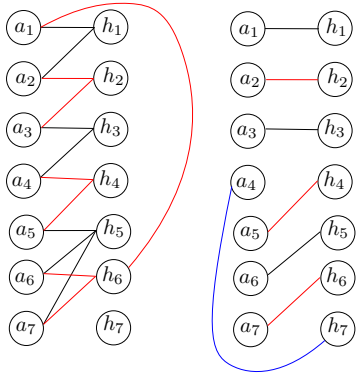 a₁ h₁ a₁ h₁
a₂ h₂ a₂ h₂
a₃ h₃ a₃ h₃
a₄ h₄ a₄ h₄
a₅ h₅ a₅ h₅
a₆ h₆ a₆ h₆
a₇ h₇ a₇ h₇